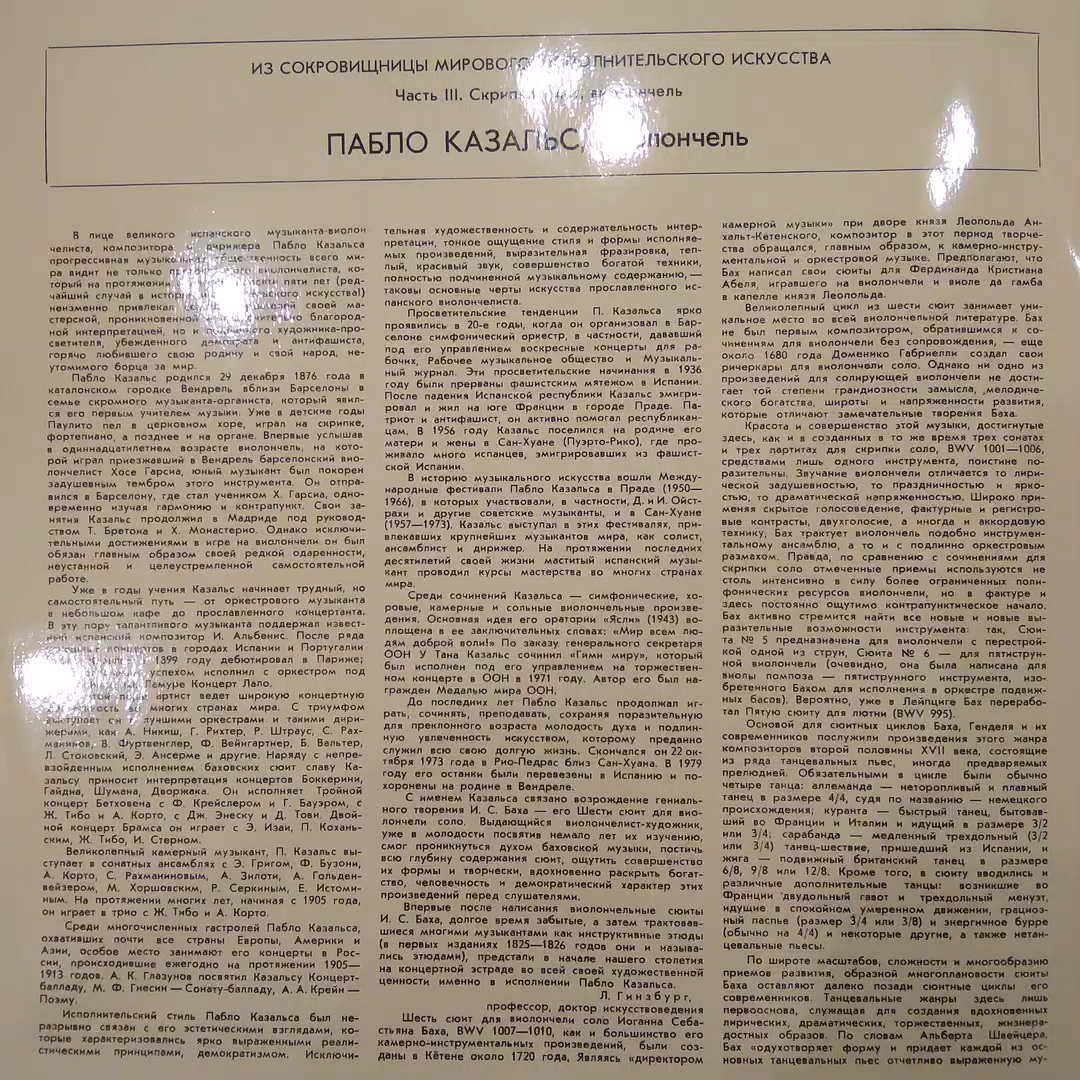 ИЗ СОКРОВИЩНИЦЫ МИРОВОГО ИСПОЛНИТЕЛЬСКОГО ИСКУССТВА
Часть III. Скрипка, виолончель
ПАБЛО КАЗАЛЬС, виолончель
В лице великого испанского музыканта-виолон-
челиста, композитора и дирижера Пабло Казальса
прогрессивная музыкальная общественность всего ми-
ра видит не только виолончелиста, ко-
торый на протяжении пяти лет (ред-
чайший случай в искусства!)
неизменно привлекал своей ма-
стерской, проникновенной благород-
ной интерпретацией, но и художника-про-
светителя, убежденного демократа и антифашиста,
горячо любившего свою родину и свой народ, не-
утомимого борца за мир.
Пабло Казальс родился 29 декабря 1876 года в
каталонском городке Вендрель вблизи Барселоны в
семье скромного музыканта-органиста, который явил-
ся его первым учителем музыки. Уже в детские годы
Паулито пел в церковном хоре, играл на скрипке,
фортепиано, а позднее и на органе. Впервые услышав
в одиннадцатилетнем возрасте виолончель, на кото-
рой играл приезжавший в Вендрель барселонский вио-
лончелист Хосе Гарсиа, юный музыкант был покорен
задушевным тембром этого инструмента. Он отпра-
вился в Барселону, где стал учеником Х. Гарсиа, одно-
временно изучая гармонию и контрапункт. Свои за-
нятия Казальс продолжил в Мадриде под руковод-
ством Т. Бретона и Х. Монастерио. Однако исключи-
тельными достижениями в игре на виолончели он был
обязан главным образом своей редкой одаренности,
неустанной и целеустремленной самостоятельной
работе.
Уже в годы учения Казальс начинает трудный, но
самостоятельный путь — от оркестрового музыканта
в небольшом кафе до прославленного концертанта.
В эту пору талантливого музыканта поддержал извест-
ный испанский композитор И. Альбенис. После ряда
концертов в городах Испании и Португалии
1899 году дебютировал в Париже;
успехом исполнил с оркестром под
Ламуре Концерт Лало.
артист ведет широкую концертную
во многих странах мира. С триумфом
выступает он с лучшими оркестрами и такими дири-
жерами, как А. Никиш, Г. Рихтер, Р. Штраус, С. Рах-
манинов, В. Фуртвенглер, Ф. Вейнгартнер, Б. Вальтер,
Л. Стоковский, Э. Ансерме и другие. Наряду с непре-
взойденным исполнением баховских сюит славу Ка-
зальсу приносит интерпретация концертов Боккерини,
Гайдна, Шумана, Дворжака. Он исполняет Тройной
концерт Бетховена с Ф. Крейслером и Г. Бауэром, с
Ж. Тибо и А. Корто, с Дж. Энеску и Д. Тови. Двой-
ной концерт Брамса он играет с Э. Изаи, П. Кохань-
ским, Ж. Тибо, И. Стерном.
Великолепный камерный музыкант, П. Казальс вы-
ступает в сонатных ансамблях с Э. Григом, Ф. Бузони,
А. Корто, С. Рахманиновым, А. Зилоти, А. Гольден-
вейзером, М. Хоршовским, Р. Серкиным, Е. Истоми-
ным. На протяжении многих лет, начиная с 1905 года,
он играет в трио с Ж. Тибо и А. Корто.
Среди многочисленных гастролей Пабло Казальса,
охвативших почти все страны Европы, Америки и
Азии, особое место занимают его концерты в Рос-
сии, происходившие ежегодно на протяжении 1905—
1913 годов. А. К. Глазунов посвятил Казальсу Концерт-
балладу, М. Ф. Гнесин — Сонату-балладу, А. А. Крейн —
Поэму.
Исполнительский стиль Пабло Казальса был не-
разрывно связан с его эстетическими взглядами, ко-
торые характеризовались ярко выраженными реали-
стическими принципами, демократизмом. Исключи-
тельная художественность и содержательность интер-
претации, тонкое ощущение стиля и формы исполняе-
мых произведений, выразительная фразировка, теп-
лый, красивый звук, совершенство богатой техники,
полностью подчиненной музыкальному содержанию, —
таковы основные черты искусства прославленного ис-
панского виолончелиста.
Просветительские тенденции П. Казальса ярко
проявились в 20-е годы, когда он организовал в Бар-
селоне симфонический оркестр, в частности, дававший
под его управлением воскресные концерты для ра-
бочих, Рабочее музыкальное общество и Музыкаль-
ный журнал. Эти просветительские начинания в 1936
году были прерваны фашистским мятежом в Испании.
После падения Испанской республики Казальс эмигри-
ровал и жил на юге Франции в городе Праде. Па-
триот и антифашист, он активно помогал республикан-
цам. В 1956 году Казальс поселился на родине его
матери и жены в Сан-Хуане (Пуэрто-Рико), где про-
живало много испанцев, эмигрировавших из фашист-
ской Испании.
В историю музыкального искусства вошли Между-
народные фестивали Пабло Казальса в Праде (1950—
1966), в которых участвовали, в частности, Д. и И. Ойст-
рахи и другие советские музыканты, и в Сан-Хуане
(1957—1973). Казальс выступал в этих фестивалях, при-
влекавших крупнейших музыкантов мира, как солист,
ансамблист и дирижер. На протяжении последних
десятилетий своей жизни маститый испанский музы-
кант проводил курсы мастерства во многих странах
мира.
Среди сочинений Казальса — симфонические, хо-
ровые, камерные и сольные виолончельные произве-
дения. Основная идея его оратории «Ясли» (1943) во-
площена в ее заключительных словах: «Мир всем лю-
дям доброй воли!» По заказу генерального секретаря
ООН У Тана Казальс сочинил «Гимн миру», который
был исполнен под его управлением на торжествен-
ном концерте в ООН в 1971 году. Автор его был на-
гражден Медалью мира ООН.
До последних лет Пабло Казальс продолжал иг-
рать, сочинять, преподавать, сохраняя поразительную
для преклонного возраста молодость духа и подлин-
ную увлеченность искусством, которому преданно
служил всю свою долгую жизнь. Скончался он 22 ок-
тября 1973 года в Рио-Педрас близ Сан-Хуана. В 1979
году его останки были перевезены в Испанию и по-
хоронены на родине в Вендреле.
С именем Казальса связано возрождение гениаль-
ного творения И. С. Баха — его Шести сюит для вио-
лончели соло. Выдающийся виолончелист-художник,
уже в молодости посвятив немало лет их изучению,
смог проникнуться духом баховской музыки, постичь
всю глубину содержания сюит, ощутить совершенство
их формы и творчески, вдохновенно раскрыть богат-
ство, человечность и демократический характер этих
произведений перед слушателями.
Впервые после написания виолончельные сюиты
И. С. Баха, долгое время забытые, а затем трактовав-
шиеся многими музыкантами как инструктивные этюды
(в первых изданиях 1825—1826 годов они и называ-
лись этюдами), предстали в начале нашего столетия
на концертной эстраде во всей своей художественной
ценности именно в исполнении Пабло Казальса.
Л. Гинзбург,
профессор, доктор искусствоведения
Шесть сюит для виолончели соло Иоганна Себа-
стьяна Баха, BWV 1007—1010, как и большинство его
камерно-инструментальных произведений, были соз-
даны в Кётене около 1720 года, Являясь «директором
камерной музыки» при дворе князя Леопольда Ан-
хальт-Кётенского, композитор в этот период творче-
ства обращался, главным образом, к камерно-инстру-
ментальной и оркестровой музыке. Предполагают, что
Бах написал свои сюиты для Фердинанда Кристиана
Абеля, игравшего на виолончели и виоле да гамба
в капелле князя Леопольда.
Великолепный цикл из шести сюит занимает уни-
кальное место во всей виолончельной литературе. Бах
не был первым композитором, обратившимся к со-
чинениям для виолончели без сопровождения, — еще
около 1680 года Доменико Габриелли создал свои
ричеркары для виолончели соло. Однако ни одно из
произведений для солирующей виолончели не дости-
гает той степени грандиозности замысла, мелодиче-
ского богатства, широты и напряженности развития,
которые отличают замечательные творения Баха.
Красота и совершенство этой музыки, достигнутые
здесь, как и в созданных в то же время трех сонатах
и трех партитах для скрипки соло, BWV 1001—1006,
средствами лишь одного инструмента, поистине по-
разительны. Звучание виолончели отличается то лири-
ческой задушевностью, то праздничностью и ярко-
стью, то драматической напряженностью. Широко при-
меняя скрытое голосоведение, фактурные и регистро-
вые контрасты, двухголосие, а иногда и аккордовую
технику, Бах трактует виолончель подобно инструмен-
тальному ансамблю, а то и с подлинно оркестровым
размахом. Правда, по сравнению с сочинениями для
скрипки соло отмеченные приемы используются не
столь интенсивно в силу более ограниченных поли-
фонических ресурсов виолончели, но в фактуре и
здесь постоянно ощутимо контрапунктическое начало.
Бах активно стремится найти все новые и новые вы-
разительные возможности инструмента: так, Сюи-
та № 5 предназначена для виолончели с перестрой-
кой одной из струн, Сюита № 6 — для пятиструн-
ной виолончели (очевидно, она была написана для
виолы помпоза — пятиструнного инструмента, изо-
бретенного Бахом для исполнения в оркестре подвиж-
ных басов). Вероятно, уже в Лейпциге Бах перерабо-
тал Пятую сюиту для лютни (BWV 995).
Основой для сюитных циклов Баха, Генделя и их
современников послужили произведения этого жанра
композиторов второй половины XVII века, состоящие
из ряда танцевальных пьес, иногда предваряемых
прелюдией. Обязательными в цикле были обычно
четыре танца: аллеманда — неторопливый и плавный
танец в размере 4/4, судя по названию — немецкого
происхождения; куранта — быстрый танец, бытовав-
ший во Франции и Италии и идущий в размере 3/2
или 3/4; сарабанда — медленный трехдольный (3/2
или 3/4) танец-шествие, пришедший из Испании, и
жига — подвижный британский танец в размере
6/8, 9/8 или 12/8. Кроме того, в сюиту вводились и
различные дополнительные танцы: возникшие во
Франции двудольный гавот и трехдольный менуэт,
идущие в спокойном умеренном движении, грациоз-
ный паспье (размер 3/4 или 3/8) и энергичное бурре
(обычно на 4/4) и некоторые другие, а также нетан-
цевальные пьесы.
По широте масштабов, сложности и многообразию
приемов развития, образной многоплановости сюиты
Баха оставляют далеко позади сюитные циклы его
современников. Танцевальные жанры здесь лишь
первооснова, служащая для создания вдохновенных
лирических, драматических, торжественных, жизнера-
достных образов. По словам Альберта Швейцера,
Бах «одухотворяет форму и придает каждой из ос-
новных танцевальных пьес отчетливо выраженную му-